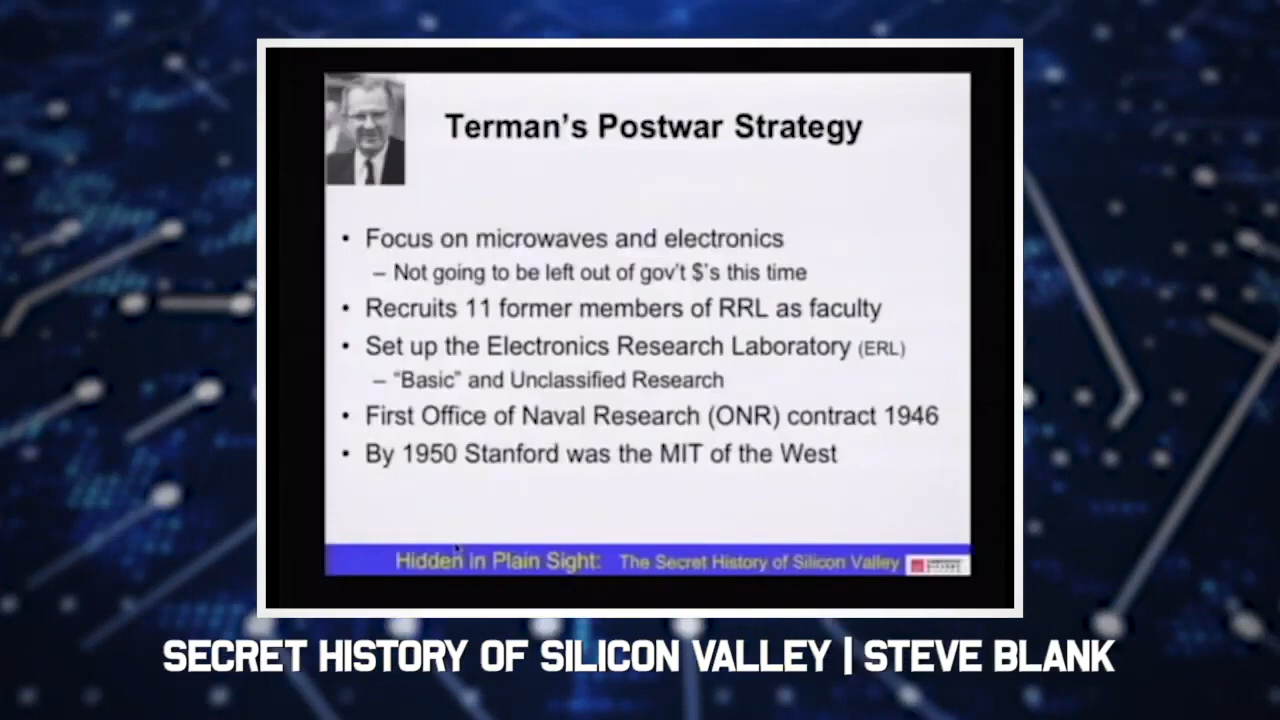 Terman's Postwar Strategy
• Focus on microwaves and electronics
– Not going to be left out of gov't $'s this time
• Recruits 11 former members of RRL as faculty
• Set up the Electronics Research Laboratory (ERL)
– "Basic" and Unclassified Research
• First Office of Naval Research (ONR) contract 1946
• By 1950 Stanford was the MIT of the West
Hidden in Plain Sight: The Secret History of Silicon Valley
SECRET HISTORY OF SILICON VALLEY | STEVE BLANK